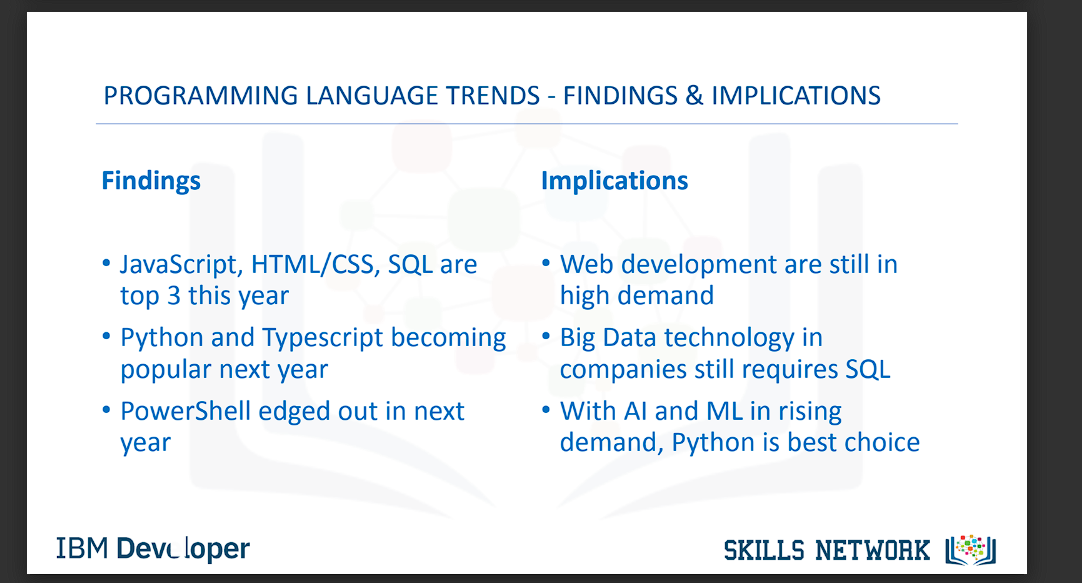 PROGRAMMING LANGUAGE TRENDS - FINDINGS & IMPLICATIONS
Findings
• JavaScript, HTML/CSS, SQL are
top 3 this year
• Python and Typescript becoming
popular next year
• PowerShell edged out in next
year
Implications
• Web development are still in
high demand
• Big Data technology in
companies still requires SQL
• With AI and ML in rising
demand, Python is best choice
IBM Developer
SKILLS NETWORK